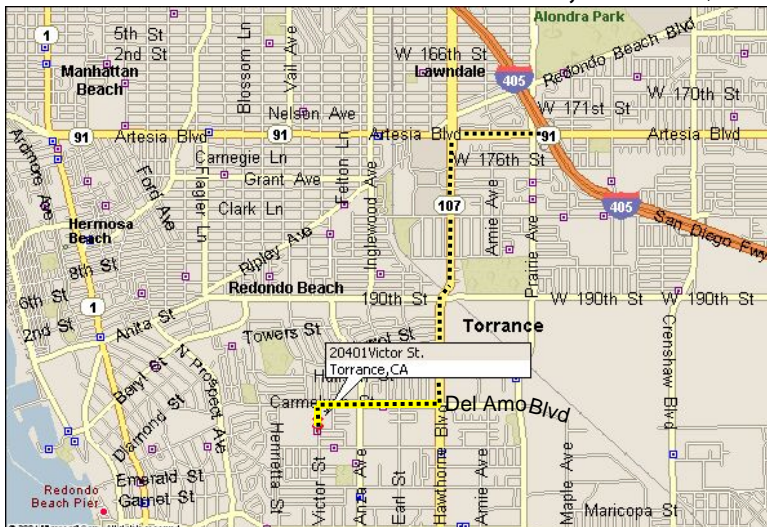 Alondra Park
1
5th St
2nd St
Manhattan
Beach
Blossom Ln
Vail Ave
W 166th St
Lawndale
405
Redondo Beach Blvd
W 170th St
W 171st St
Nelson Ave
91
Artesia Blvd
91
Artesia Blvd
91
Artesia Blvd
Ardmore Ave
Carnegie Ln
Felton Ln
W 176th St
Ford Ave
Flagler Ln
Grant Ave
Clark Ln
Inglewood Ave
107
Arnie Ave
Prairie Ave
405
San Diego Fwy
Hermosa
Beach
8th St
Ripley Ave
6th St
1
Redondo Beach
190th St
W 190th St
W 190th St
2nd St
Anita St
Towers St
Torrance
Crenshaw Blvd
N Prospect Ave
20401 Victor St.
Torrance,CA
Beryl St
Diamond St
Del Amo Blvd
Henrietta St
Victor St
Anza Ave
Earl St
Hawthorne Blvd
Arnie Ave
Maple Ave
Emerald St
Garnet St
Redondo
Beach Pier
Maricopa St